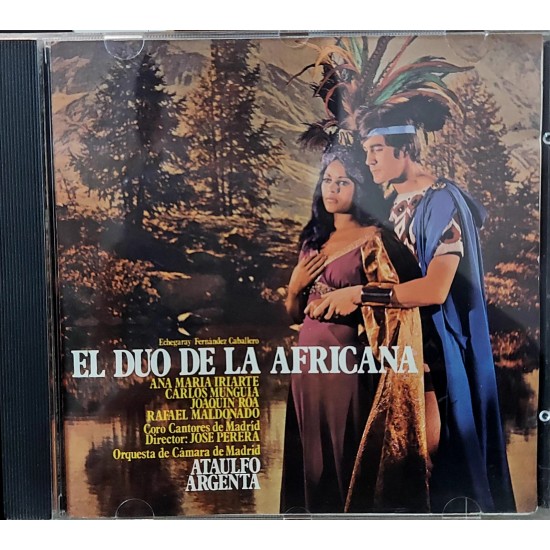 Echegaray Fernández Caballero
EL DUO DE LA AFRICANA
ANA MARIA IRIARTE
CARLOS MUNGUIA
JOAQUIN ROA
RAFAEL MALDONADO
Coro Cantores de Madrid
Director: JOSE PERERA
Orquesta de Cámara de Madrid
ATAULFO
ARGENTA